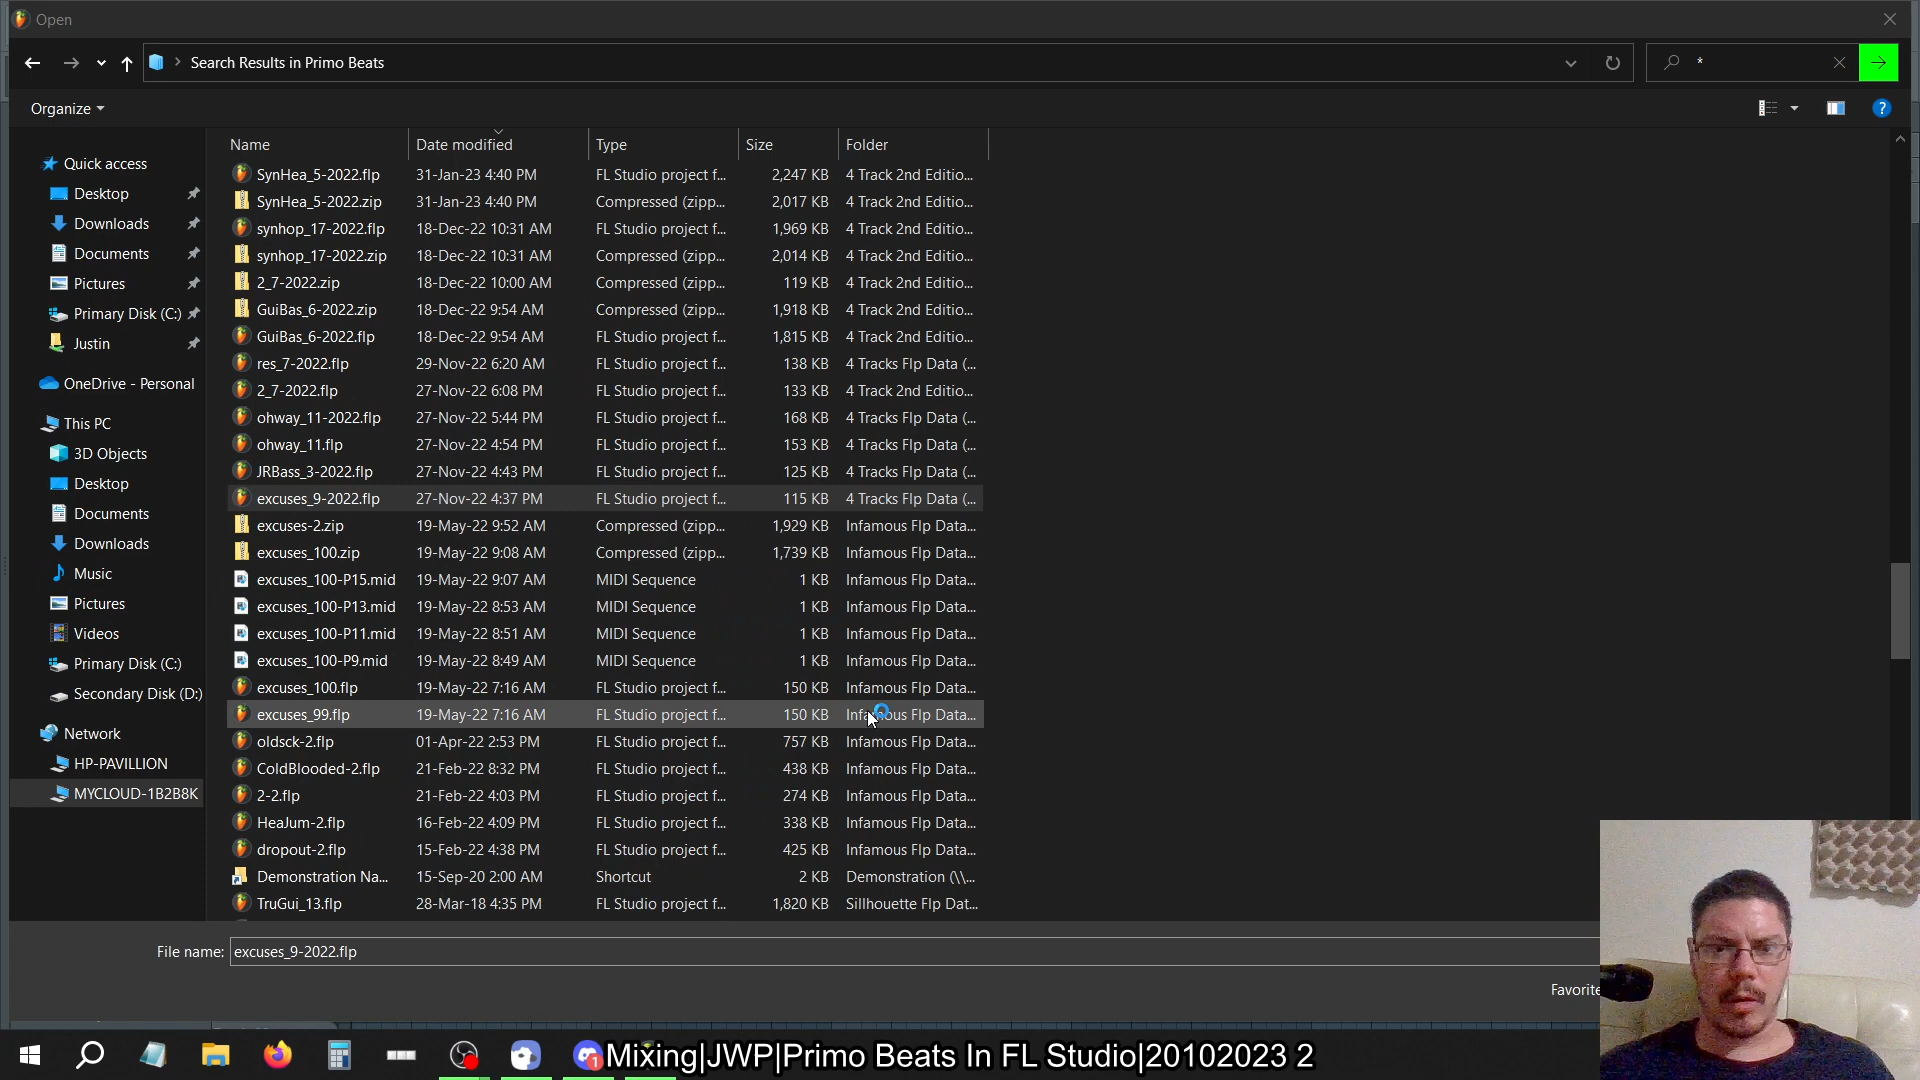 Open
Search Results in Primo Beats
*
Organize
Name Date modified Type Size Folder
Quick access
Desktop
Downloads
Documents
Pictures
Primary Disk (C:)
Justin
OneDrive - Personal
This PC
3D Objects
Desktop
Documents
Downloads
Music
Pictures
Videos
Primary Disk (C:)
Secondary Disk (D:)
Network
HP-PAVILLION
MYCLOUD-1B2B8K
SynHea_5-2022.flp 31-Jan-23 4:40 PM FL Studio project f... 2,247 KB 4 Track 2nd Editio...
SynHea_5-2022.zip 31-Jan-23 4:40 PM Compressed (zipp... 2,017 KB 4 Track 2nd Editio...
synhop_17-2022.flp 18-Dec-22 10:31 AM FL Studio project f... 1,969 KB 4 Track 2nd Editio...
synhop_17-2022.zip 18-Dec-22 10:31 AM Compressed (zipp... 2,014 KB 4 Track 2nd Editio...
2_7-2022.zip 18-Dec-22 10:00 AM Compressed (zipp... 119 KB 4 Track 2nd Editio...
GuiBas_6-2022.zip 18-Dec-22 9:54 AM Compressed (zipp... 1,918 KB 4 Track 2nd Editio...
GuiBas_6-2022.flp 18-Dec-22 9:54 AM FL Studio project f... 1,815 KB 4 Track 2nd Editio...
res_7-2022.flp 29-Nov-22 6:20 AM FL Studio project f... 138 KB 4 Tracks Flp Data (...
2_7-2022.flp 27-Nov-22 6:08 PM FL Studio project f... 133 KB 4 Track 2nd Editio...
ohway_11-2022.flp 27-Nov-22 5:44 PM FL Studio project f... 168 KB 4 Tracks Flp Data (...
ohway_11.flp 27-Nov-22 4:54 PM FL Studio project f... 153 KB 4 Tracks Flp Data (...
JRBass_3-2022.flp 27-Nov-22 4:43 PM FL Studio project f... 125 KB 4 Tracks Flp Data (...
excuses_9-2022.flp 27-Nov-22 4:37 PM FL Studio project f... 115 KB 4 Tracks Flp Data (...
excuses-2.zip 19-May-22 9:52 AM Compressed (zipp... 1,929 KB Infamous Flp Data...
excuses_100.zip 19-May-22 9:08 AM Compressed (zipp... 1,739 KB Infamous Flp Data...
excuses_100-P15.mid 19-May-22 9:07 AM MIDI Sequence 1 KB Infamous Flp Data...
excuses_100-P13.mid 19-May-22 8:53 AM MIDI Sequence 1 KB Infamous Flp Data...
excuses_100-P11.mid 19-May-22 8:51 AM MIDI Sequence 1 KB Infamous Flp Data...
excuses_100-P9.mid 19-May-22 8:49 AM MIDI Sequence 1 KB Infamous Flp Data...
excuses_100.flp 19-May-22 7:16 AM FL Studio project f... 150 KB Infamous Flp Data...
excuses_99.flp 19-May-22 7:16 AM FL Studio project f... 150 KB Infamous Flp Data...
oldsck-2.flp 01-Apr-22 2:53 PM FL Studio project f... 757 KB Infamous Flp Data...
ColdBlooded-2.flp 21-Feb-22 8:32 PM FL Studio project f... 438 KB Infamous Flp Data...
2-2.flp 21-Feb-22 4:03 PM FL Studio project f... 274 KB Infamous Flp Data...
HeaJum-2.flp 16-Feb-22 4:09 PM FL Studio project f... 338 KB Infamous Flp Data...
dropout-2.flp 15-Feb-22 4:38 PM FL Studio project f... 425 KB Infamous Flp Data...
Demonstration Na... 15-Sep-20 2:00 AM Shortcut 2 KB Demonstration (\\...
TruGui_13.flp 28-Mar-18 4:35 PM FL Studio project f... 1,820 KB Sillhouette Flp Dat...
File name: excuses_9-2022.flp
Favorite
1
Mixing|JWP|Primo Beats In FL Studio|20102023 2